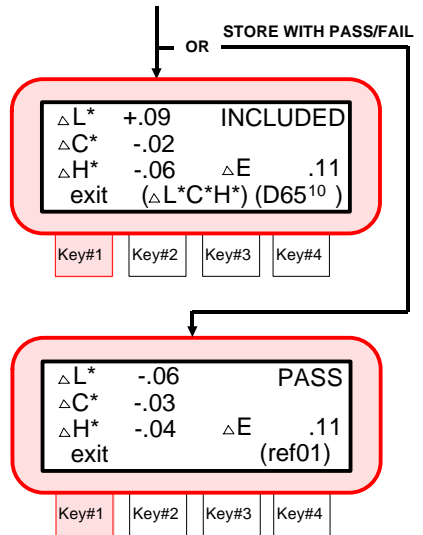 STORE WITH PASS/FAIL
OR
△L* +.09 INCLUDED
△C* -.02
△H* -.06 △E .11
exit (△L*C*H*) (D65¹⁰ )
Key#1 Key#2 Key#3 Key#4
△L* -.06 PASS
△C* -.03
△H* -.04 △E .11
exit (ref01)
Key#1 Key#2 Key#3 Key#4